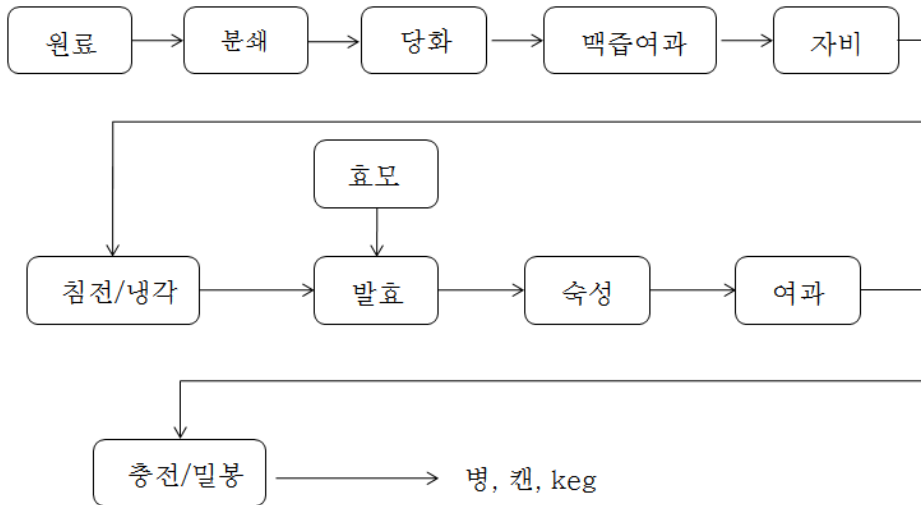 원료 분쇄 당화 맥즙여과 자비
효모
침전/냉각 발효 숙성 여과
충전/밀봉 병, 캔, keg